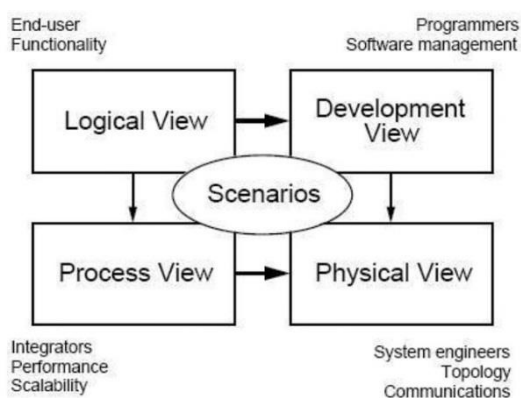 End-user
Functionality
Programmers
Software management
Logical View
Development
View
Scenarios
Process View
Physical View
Integrators
Performance
Scalability
System engineers
Topology
Communications